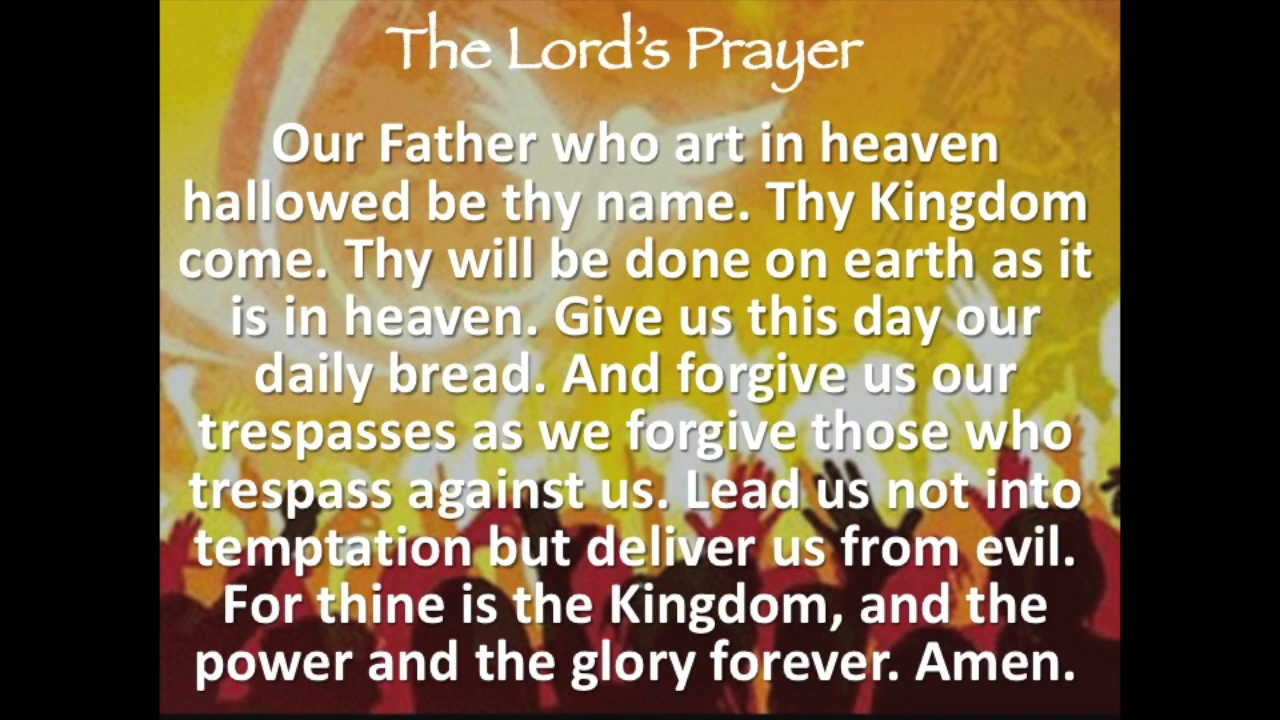 The Lord's Prayer
Our Father who art in heaven
hallowed be thy name. Thy Kingdom
come. Thy will be done on earth as it
is in heaven. Give us this day our
daily bread. And forgive us our
trespasses as we forgive those who
trespass against us. Lead us not into
temptation but deliver us from evil.
For thine is the Kingdom, and the
power and the glory forever. Amen.